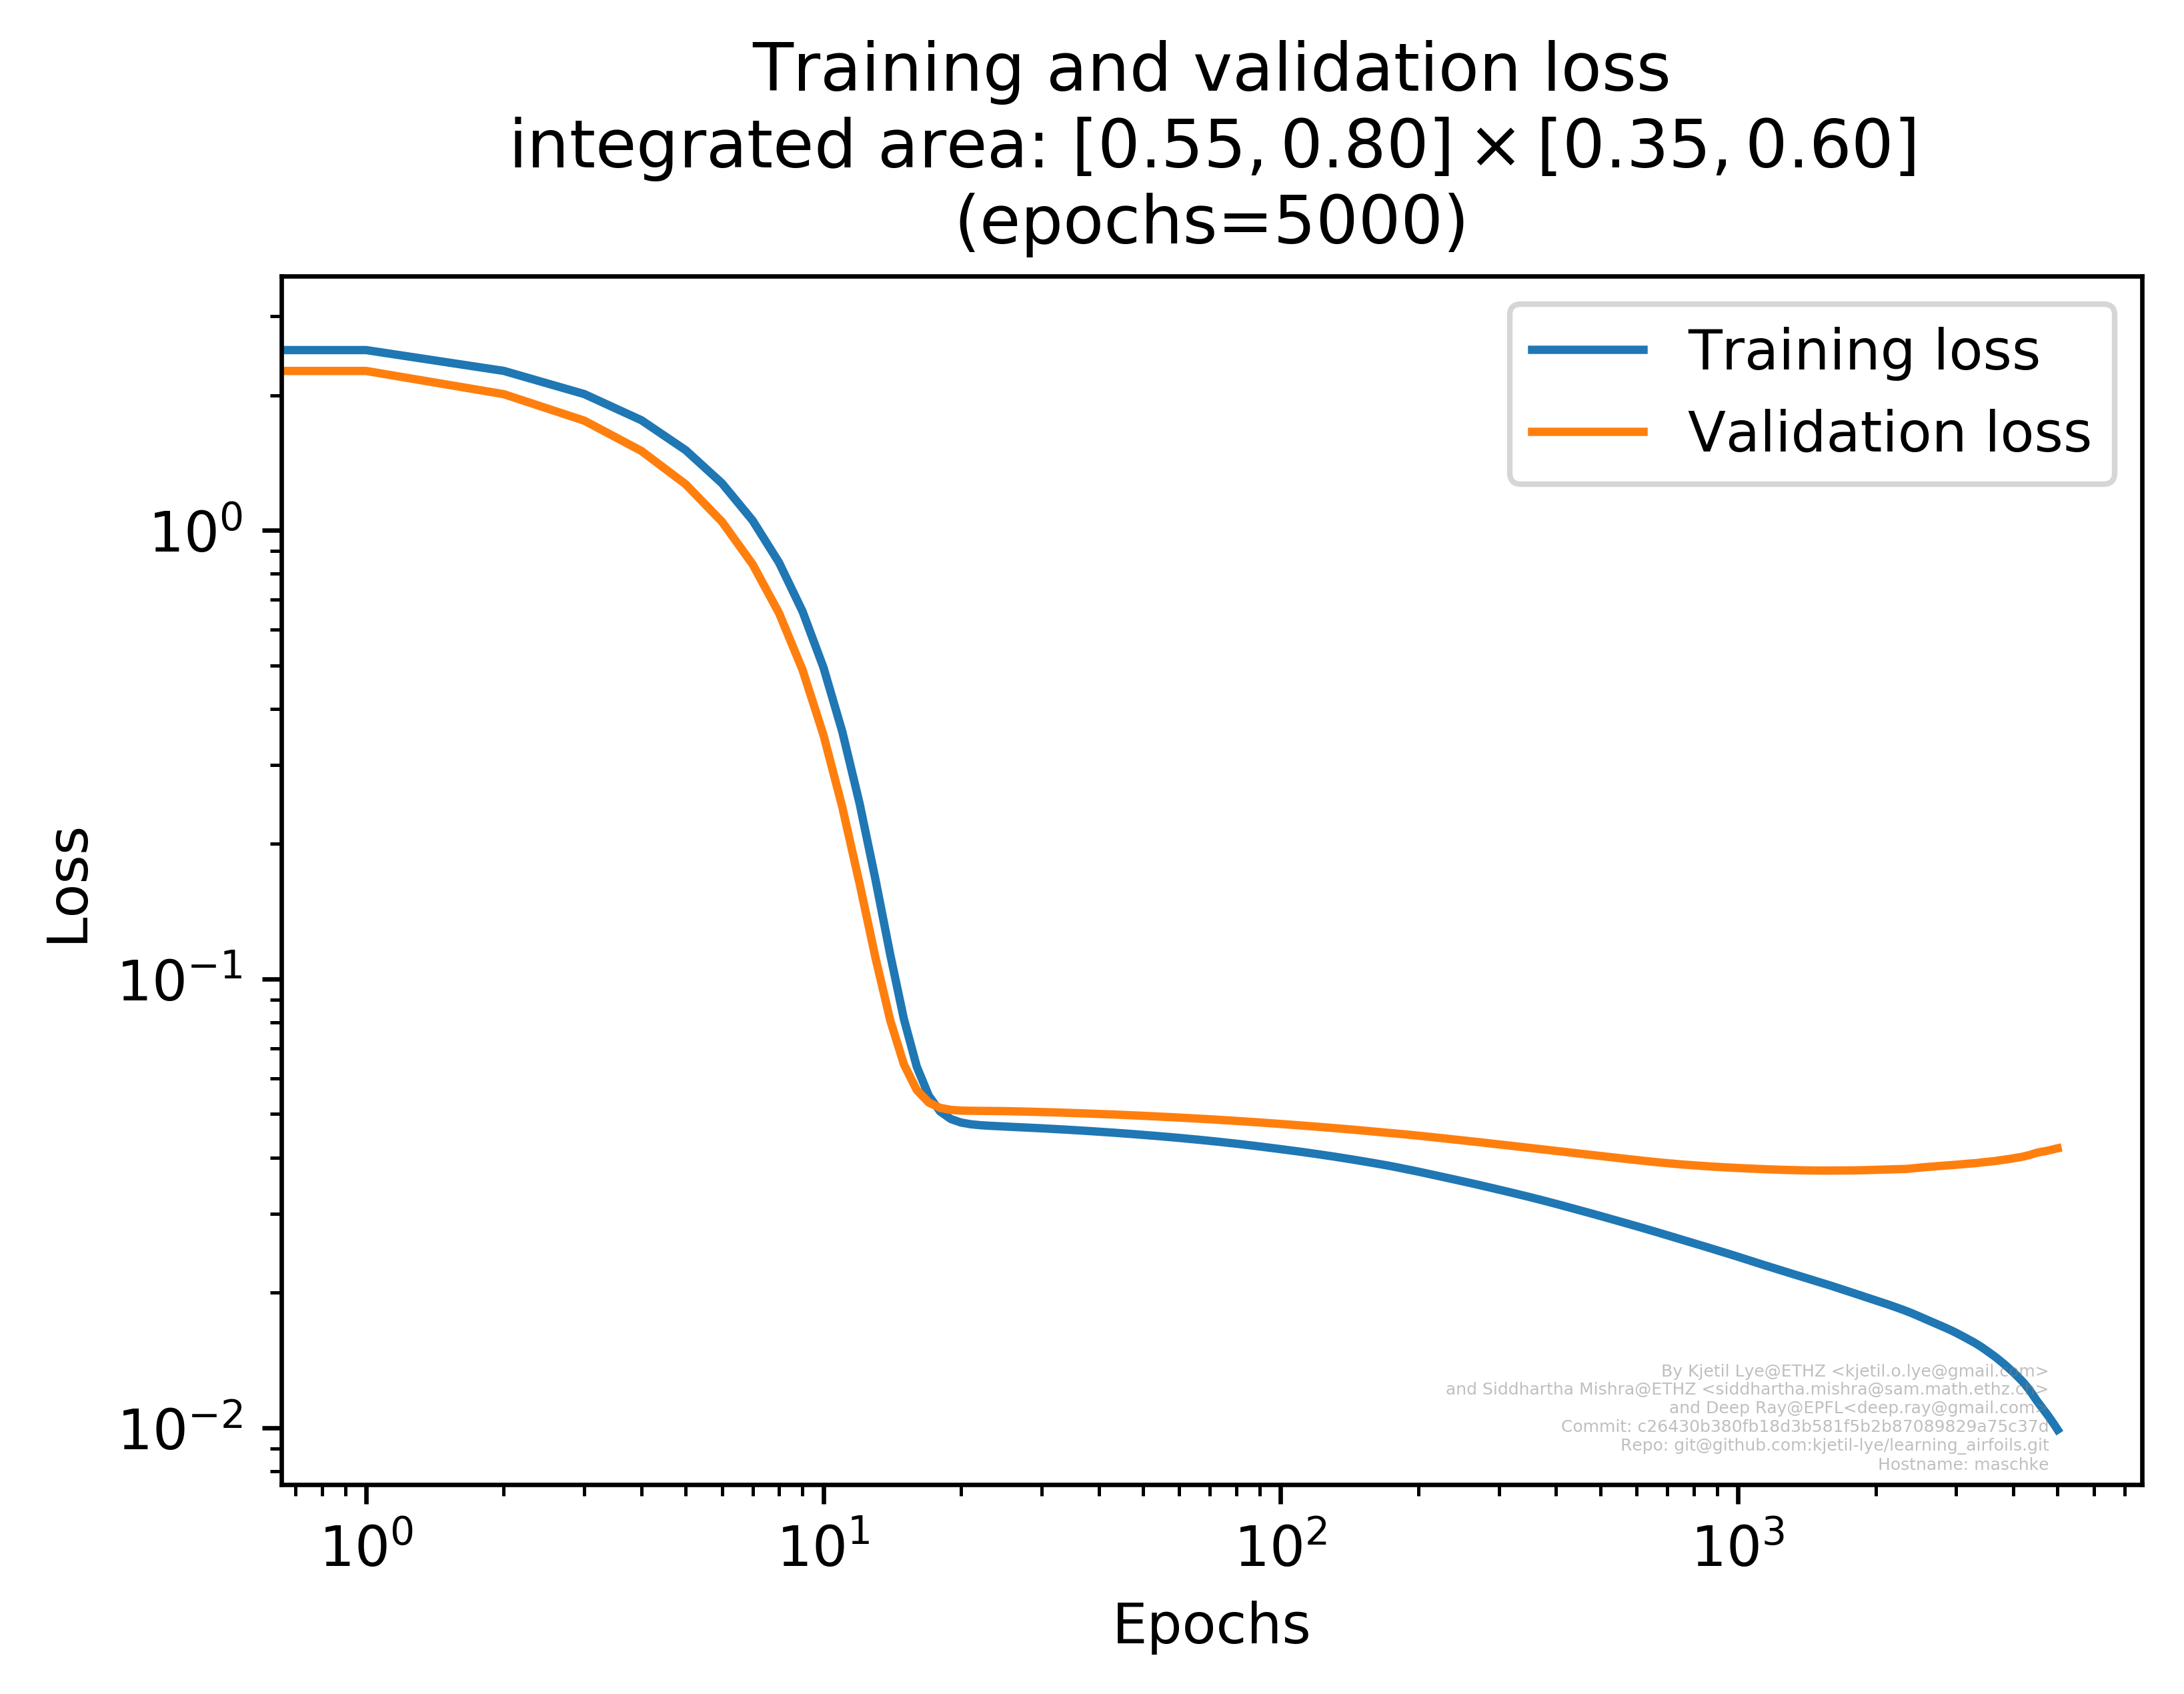 Training and validation loss
integrated area: [0.55, 0.80] × [0.35, 0.60]
(epochs=5000)
Training loss
Validation loss
10⁰
10⁻¹
10⁻²
Loss
By Kjetil Lye@ETHZ <kjetil.o.lye@gmail.com>
and Siddhartha Mishra@ETHZ <siddhartha.mishra@sam.math.ethz.ch>
and Deep Ray@EPFL<deep.ray@gmail.com>
Commit: c26430b380fb18d3b581f5b2b87089829a75c37d
Repo: git@github.com:kjetil-lye/learning_airfoils.git
Hostname: maschke
10⁰ 10¹ 10² 10³
Epochs